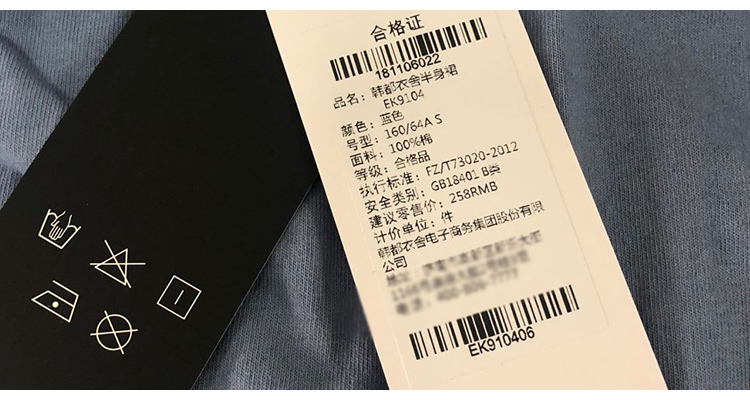 合格证
181106022
品名：韩都衣舍半身裙
EK9104
颜色：蓝色
号型：160/64A S
面料：100%棉
等级：合格品
执行标准：FZ/T73020-2012
安全类别：GB18401 B类
建议零售价：258RMB
计价单位：件
韩都衣舍电子商务集团股份有限
公司
EK910406